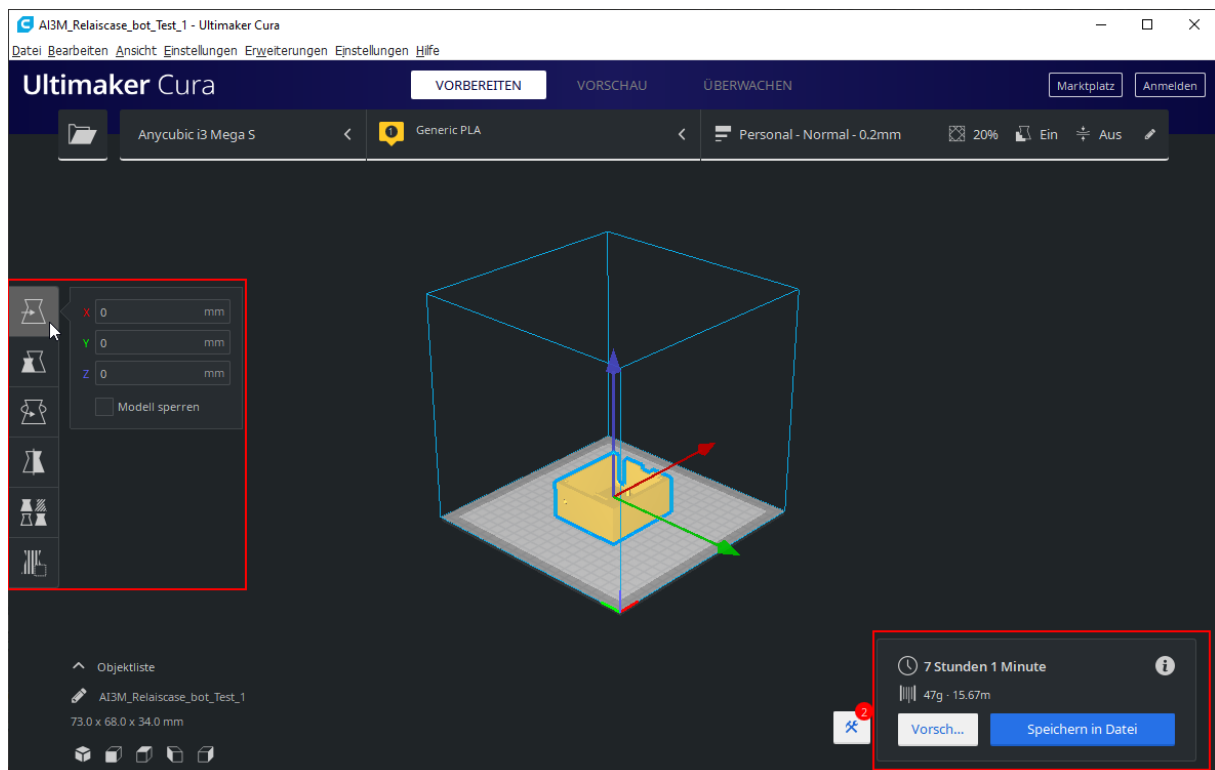 AI3M_Relaiscase_bot_Test_1 - Ultimaker Cura
Datei Bearbeiten Ansicht Einstellungen Erweiterungen Einstellungen Hilfe
Ultimaker Cura VORBEREITEN VORSCHAU ÜBERWACHEN Marktplatz Anmelden
Anycubic i3 Mega S 1 Generic PLA Personal - Normal - 0.2mm 20% Ein Aus
X 0 mm
Y 0 mm
Z 0 mm
Modell sperren
Objektliste
AI3M_Relaiscase_bot_Test_1
73.0 x 68.0 x 34.0 mm
7 Stunden 1 Minute
47g · 15.67m
2
Vorsch... Speichern in Datei